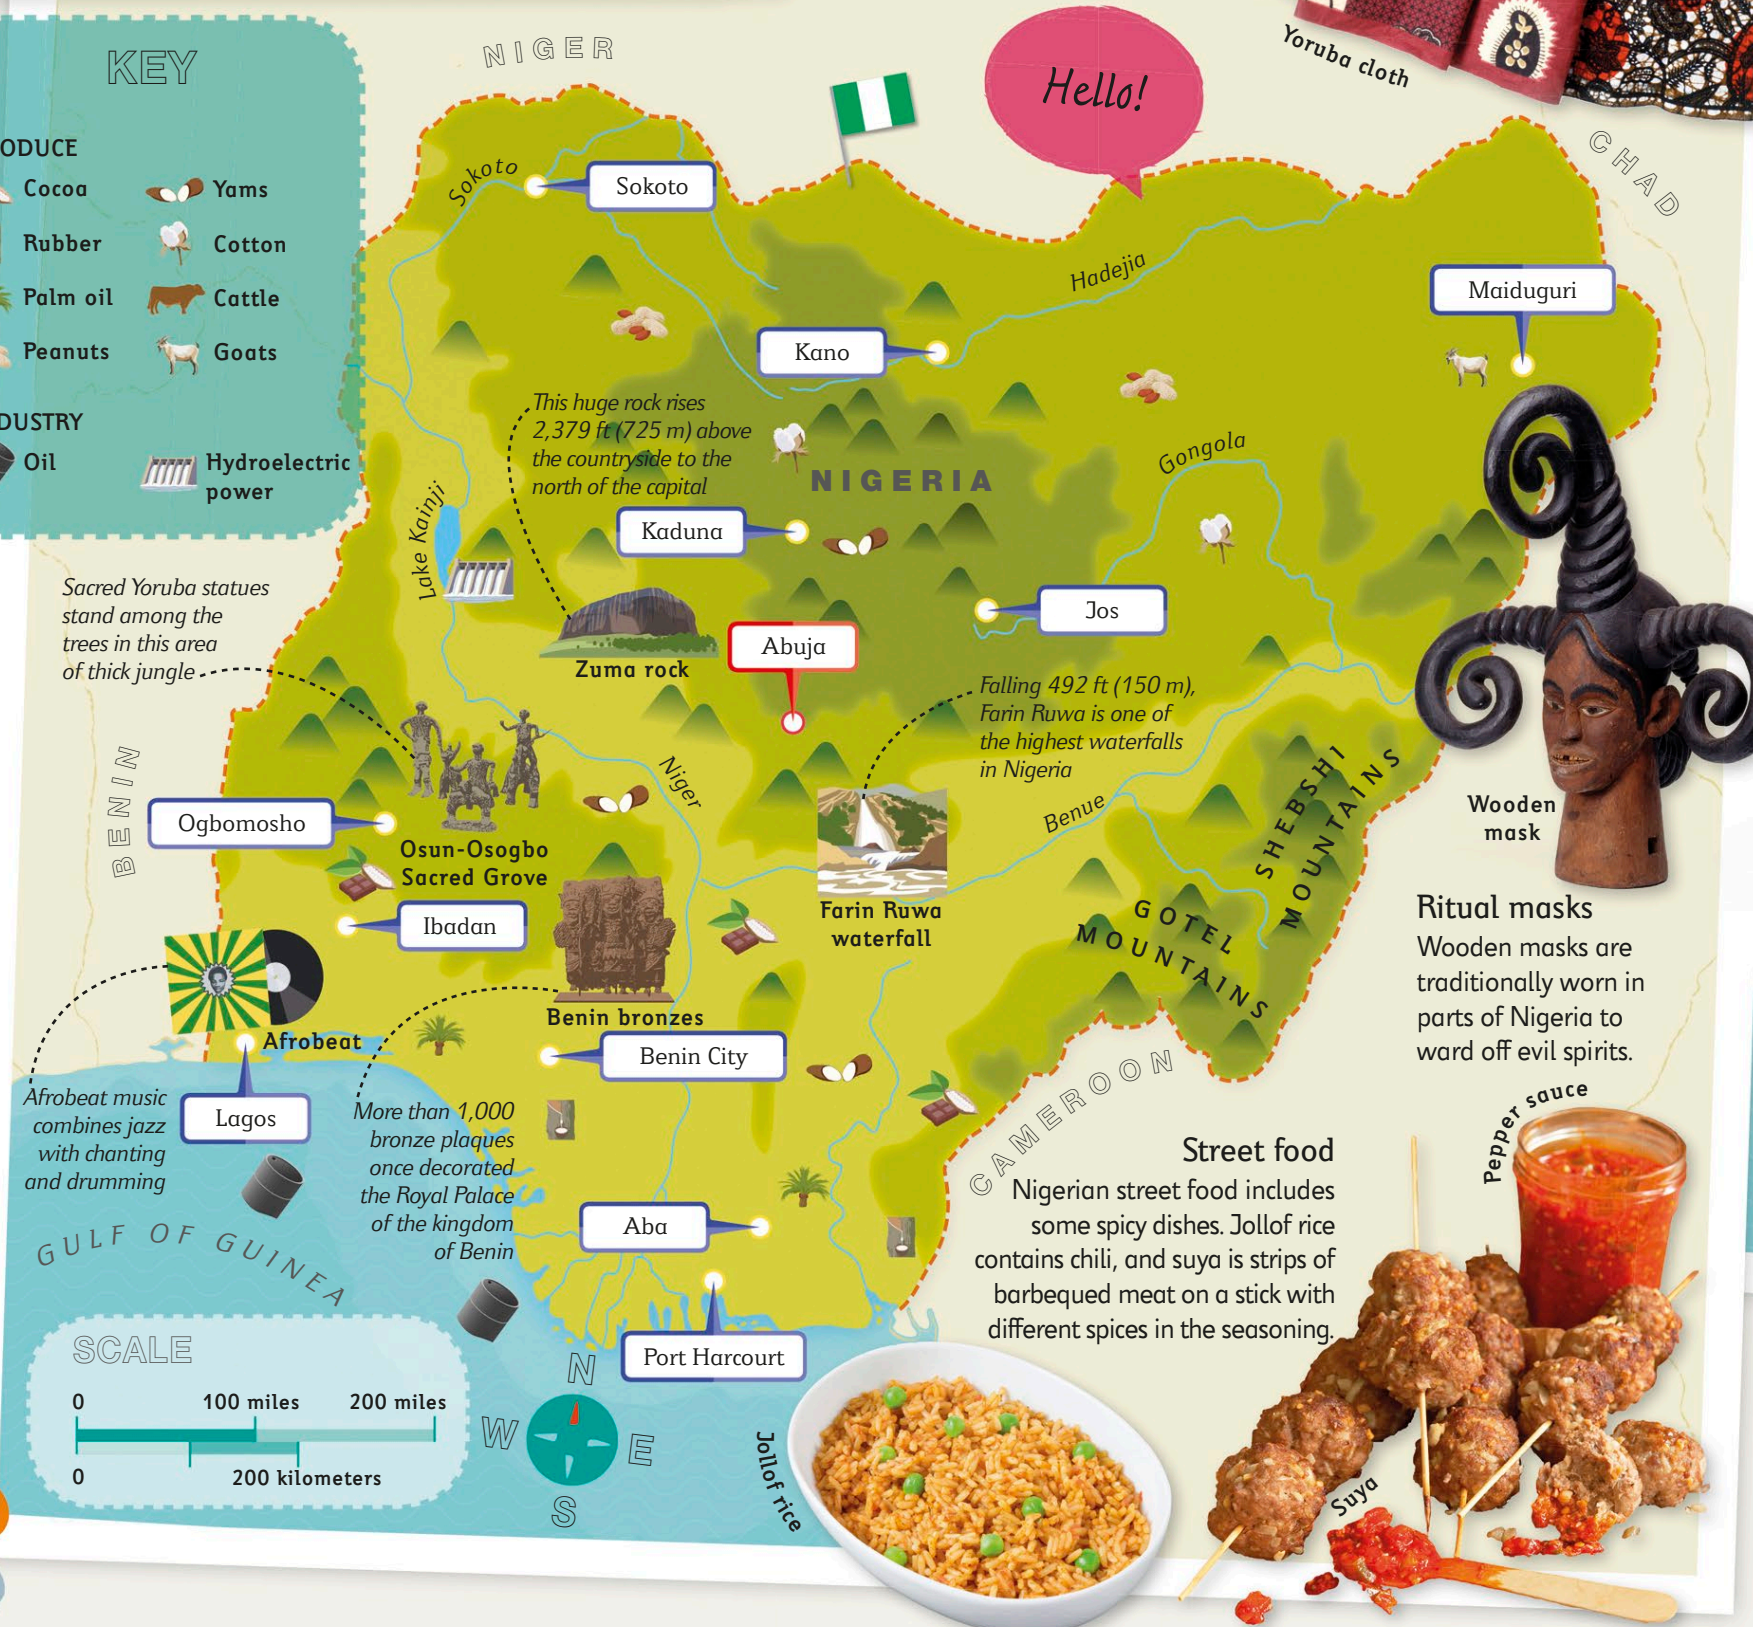 KEY
ODUCE
Cocoa
Yams
Rubber
Cotton
Palm oil
Cattle
Peanuts
Goats
DUSTRY
Oil
Hydroelectric
power
NIGER
Hello!
Yoruba cloth
CHAD
Sokoto
Sokoto
Hadejia
Maiduguri
Kano
This huge rock rises
2,379 ft (725 m) above
the countryside to the
north of the capital
NIGERIA
Gongola
Lake Kainji
Kaduna
Sacred Yoruba statues
stand among the
trees in this area
of thick jungle
Zuma rock
Abuja
Jos
Falling 492 ft (150 m),
Farin Ruwa is one of
the highest waterfalls
in Nigeria
BENIN
Niger
Benue
SHEBSHI
MOUNTAINS
Wooden
mask
Ogbomosho
Osun-Osogbo
Sacred Grove
Ibadan
Farin Ruwa
waterfall
GOTEL
MOUNTAINS
Ritual masks
Wooden masks are
traditionally worn in
parts of Nigeria to
ward off evil spirits.
Benin bronzes
Afrobeat
Benin City
CAMEROON
Afrobeat music
combines jazz
with chanting
and drumming
Lagos
More than 1,000
bronze plaques
once decorated
the Royal Palace
of the kingdom
of Benin
Pepper sauce
Street food
Nigerian street food includes
some spicy dishes. Jollof rice
contains chili, and suya is strips of
barbequed meat on a stick with
different spices in the seasoning.
GULF OF GUINEA
Aba
Port Harcourt
SCALE
0
100 miles
200 miles
0
200 kilometers
N
W
E
S
Jollof rice
Suya